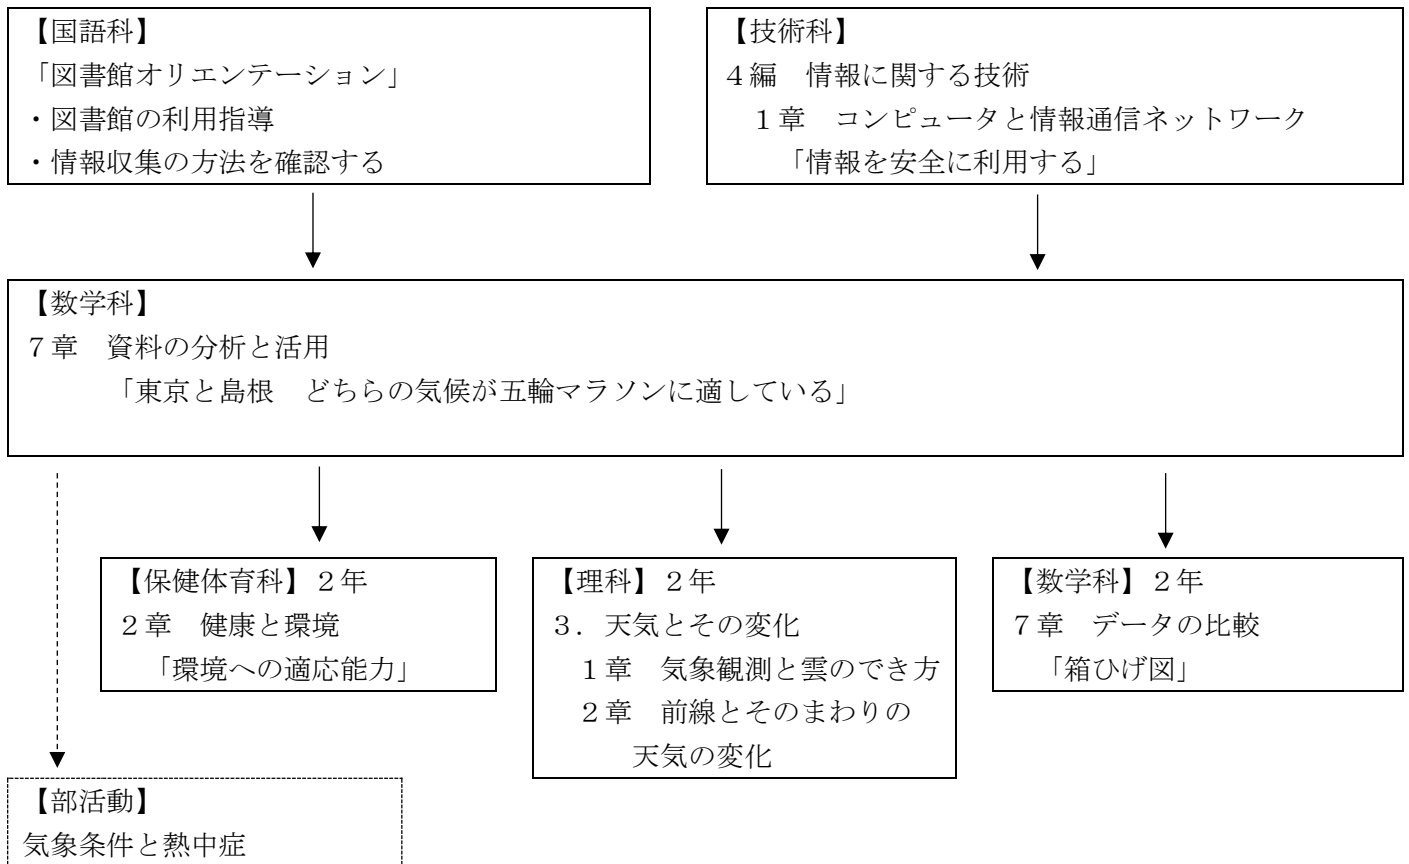 【国語科】
「図書館オリエンテーション」
・図書館の利用指導
・情報収集の方法を確認する
【技術科】
４編　情報に関する技術
１章　コンピュータと情報通信ネットワーク
「情報を安全に利用する」
【数学科】
７章　資料の分析と活用
「東京と島根　どちらの気候が五輪マラソンに適している」
【保健体育科】２年
２章　健康と環境
「環境への適応能力」
【理科】２年
３．天気とその変化
１章　気象観測と雲のでき方
２章　前線とそのまわりの
天気の変化
【数学科】２年
７章　データの比較
「箱ひげ図」
【部活動】
気象条件と熱中症